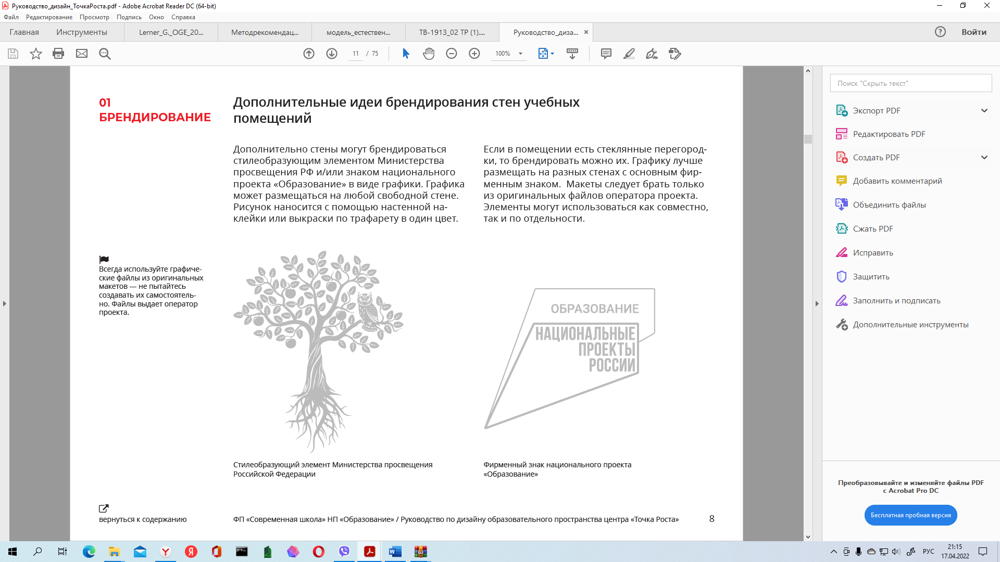 Руководство_дизайн_ТочкаРоста.pdf - Adobe Acrobat Reader DC (64-bit)
Файл Редактирование Просмотр Подпись Окно Справка
Главная Инструменты Lerner_G._OGE_20... Методрекомендац... модель_естествен... ТВ-1913_02 ТР (1).... Руководство_диза... Войти
11 / 75 100%
01
БРЕНДИРОВАНИЕ
Дополнительные идеи брендирования стен учебных
помещений
Дополнительно стены могут брендироваться
стилеобразующим элементом Министерства
просвещения РФ и/или знаком национального
проекта «Образование» в виде графики. Графика
может размещаться на любой свободной стене.
Рисунок наносится с помощью настенной на-
клейки или выкраски по трафарету в один цвет.
Если в помещении есть стеклянные перегород-
ки, то брендировать можно их. Графику лучше
размещать на разных стенах с основным фир-
менным знаком. Макеты следует брать только
из оригинальных файлов оператора проекта.
Элементы могут использоваться как совместно,
так и по отдельности.
Всегда используйте графиче-
ские файлы из оригинальных
макетов — не пытайтесь
создавать их самостоятель-
но. Файлы выдает оператор
проекта.
ОБРАЗОВАНИЕ
НАЦИОНАЛЬНЫЕ
ПРОЕКТЫ
РОССИИ
Стилеобразующий элемент Министерства просвещения
Российской Федерации
Фирменный знак национального проекта
«Образование»
вернуться к содержанию
ФП «Современная школа» НП «Образование» / Руководство по дизайну образовательного пространства центра «Точка Роста»
8
Поиск "Скрыть текст"
Экспорт PDF
Редактировать PDF
Создать PDF
Добавить комментарий
Объединить файлы
Сжать PDF
Исправить
Защитить
Заполнить и подписать
Дополнительные инструменты
Преобразовывайте и изменяйте файлы PDF
с Acrobat Pro DC
Бесплатная пробная версия
РУС
21:15
17.04.2022